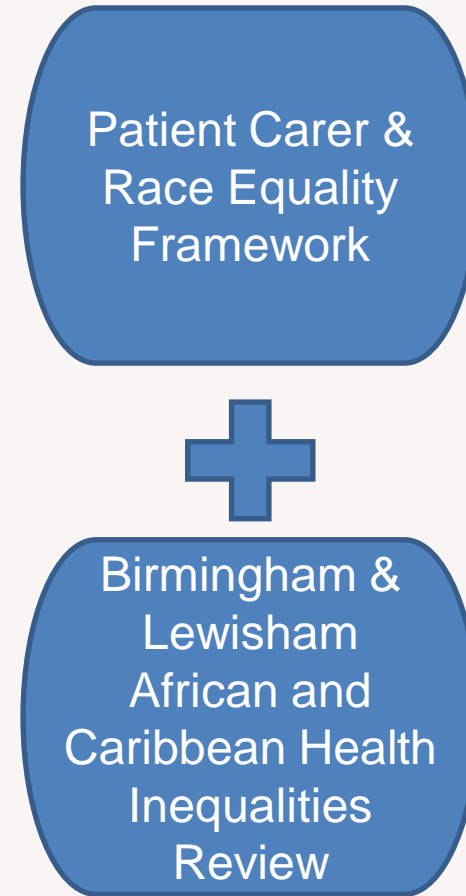 Patient Carer &
Race Equality
Framework
Birmingham &
Lewisham
African and
Caribbean Health
Inequalities
Review